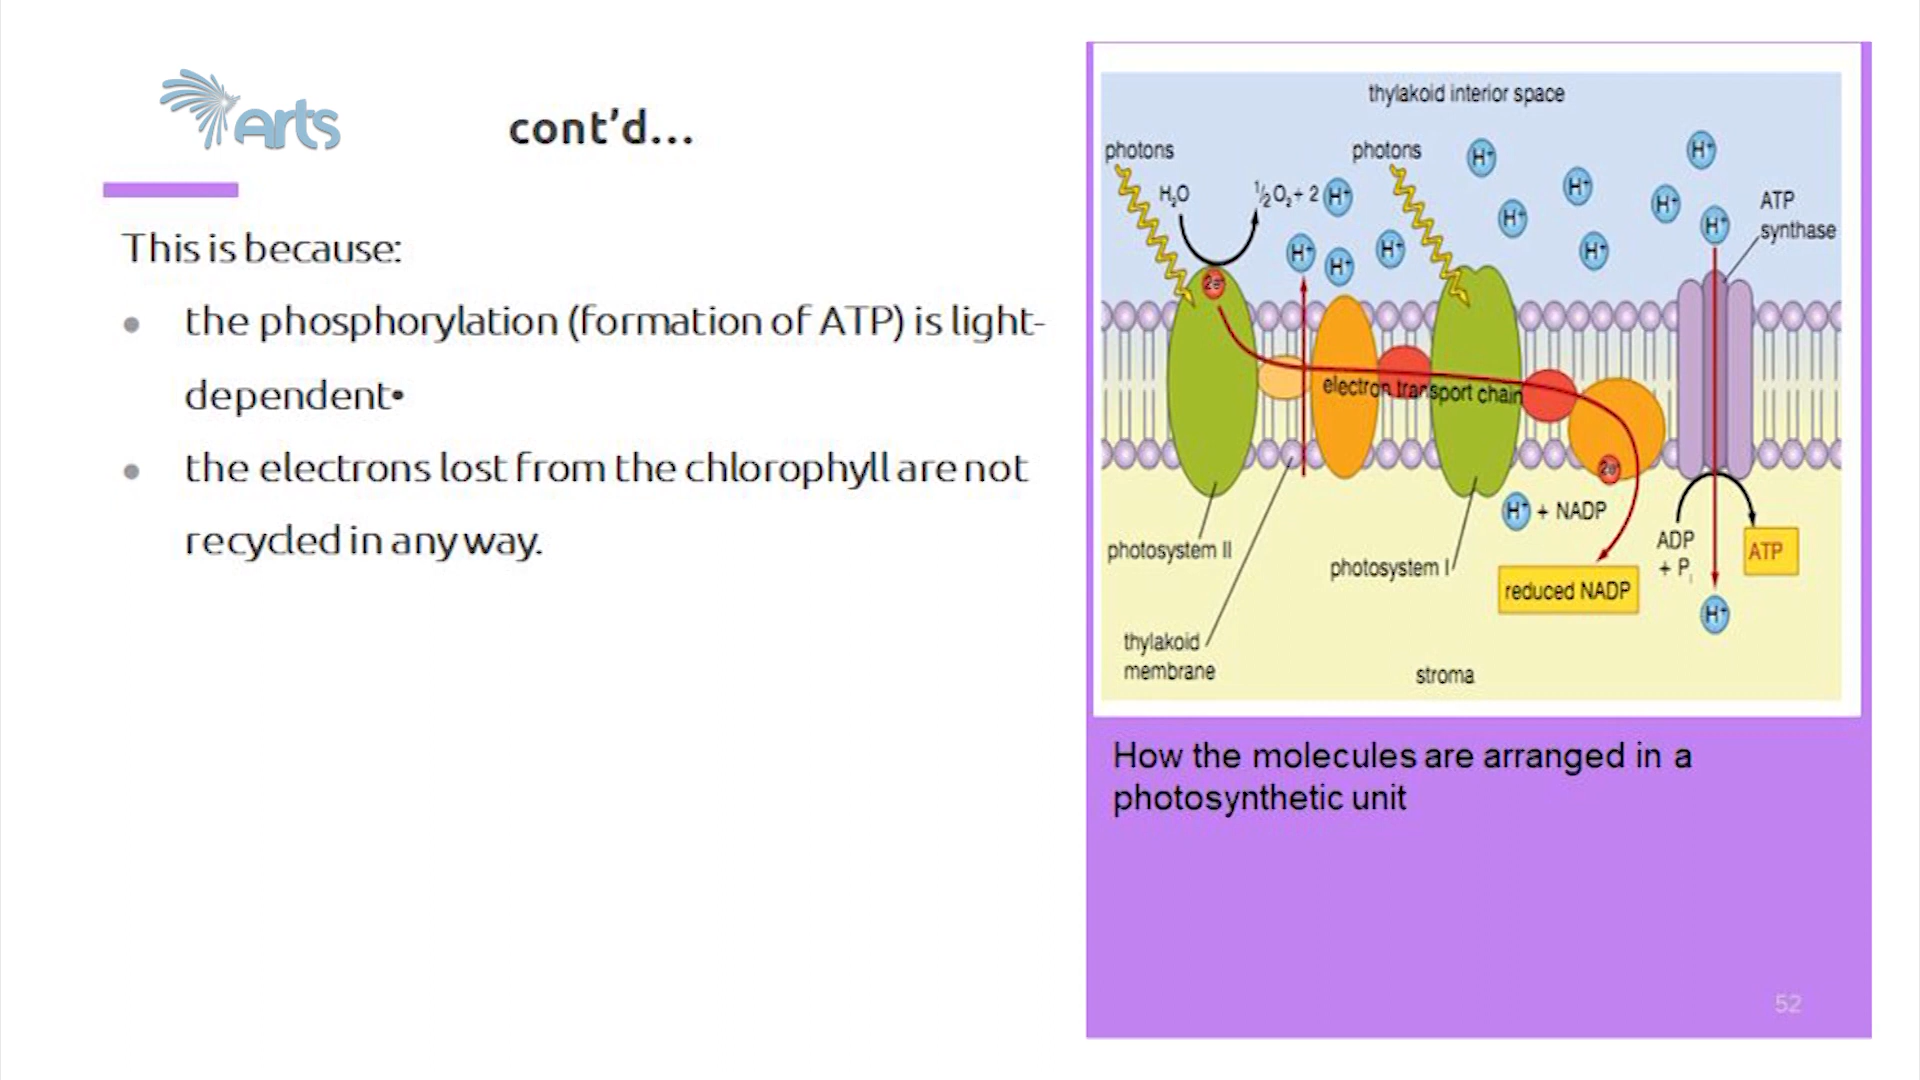 Arts
cont’d...
This is because:
● the phosphorylation (formation of ATP) is light-
dependent•
● the electrons lost from the chlorophyll are not
recycled in any way.
thylakoid interior space
photons
photons
H₂O
½O₂ + 2 H⁺
H⁺
H⁺
H⁺
H⁺
H⁺
H⁺
H⁺
H⁺
H⁺
H⁺
ATP
synthase
2e⁻
electron transport chain
2e⁻
H⁺ + NADP
photosystem II
photosystem I
reduced NADP
ADP
+ Pᵢ
ATP
H⁺
thylakoid
membrane
stroma
How the molecules are arranged in a
photosynthetic unit
52